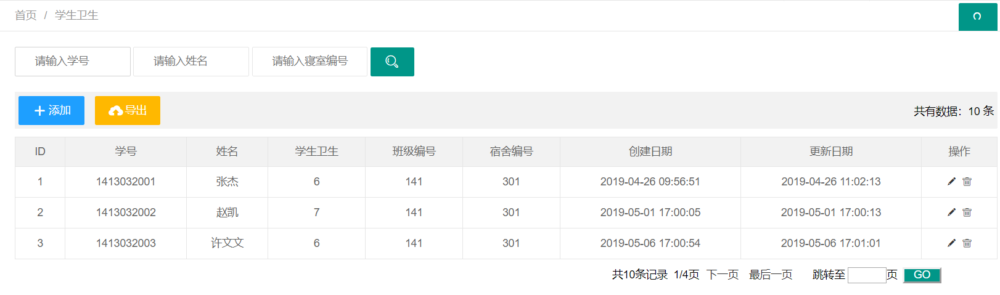 首页 / 学生卫生
请输入学号 请输入姓名 请输入寝室编号
添加 导出 共有数据：10 条
ID 学号 姓名 学生卫生 班级编号 宿舍编号 创建日期 更新日期 操作
1 1413032001 张杰 6 141 301 2019-04-26 09:56:51 2019-04-26 11:02:13
2 1413032002 赵凯 7 141 301 2019-05-01 17:00:05 2019-05-01 17:00:13
3 1413032003 许文文 6 141 301 2019-05-06 17:00:54 2019-05-06 17:01:01
共10条记录 1/4页 下一页 最后一页 跳转至 页 GO